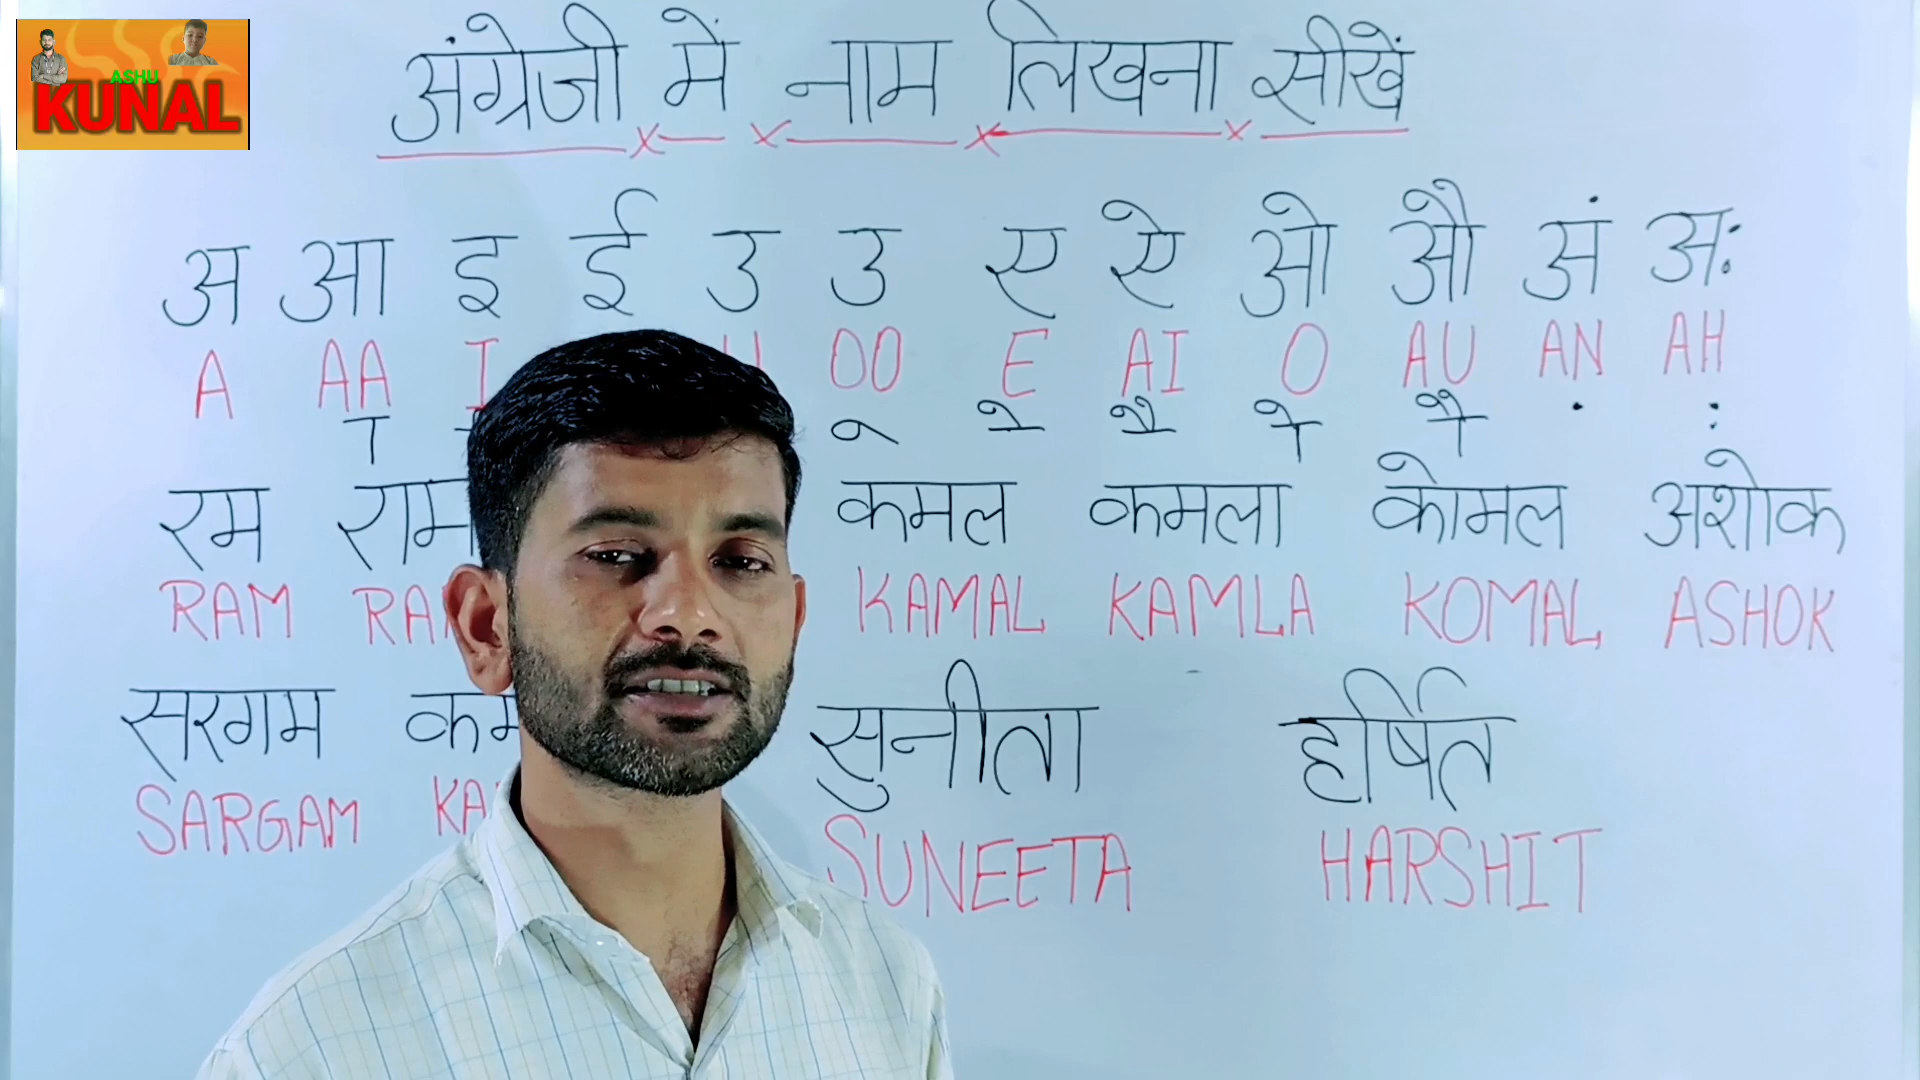 ASHU
KUNAL
अंग्रेजी में नाम लिखना सीखें
अ आ इ ई उ उ ए ऐ ओ औ अं अः
A AA I U OO E AI O AU AN AH
ा ू े ै ो ौ ं ः
रम राम कमल कमला कोमल अशोक
RAM KAMAL KAMLA KOMAL ASHOK
सरगम सुनीता हर्षित
SARGAM SUNEETA HARSHIT